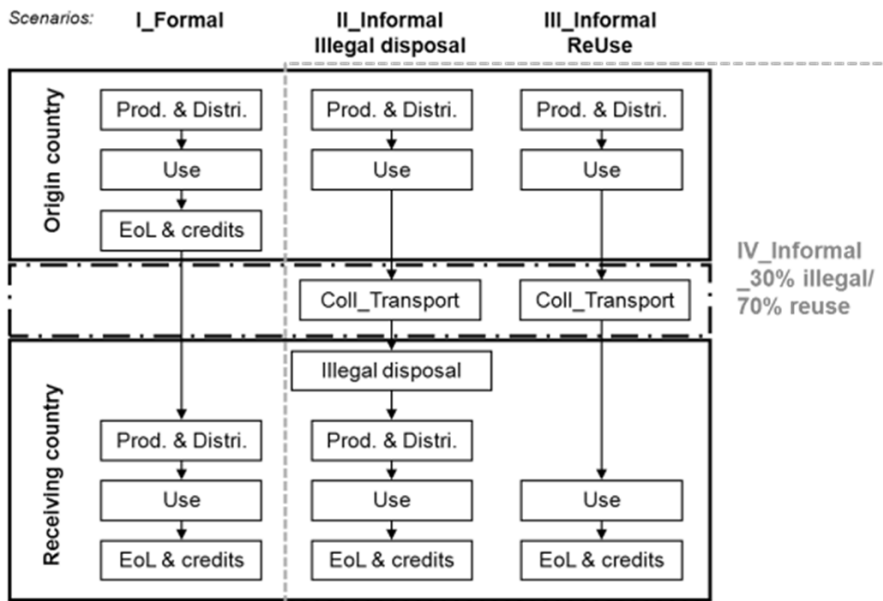 Scenarios:
I_Formal
II_Informal
Illegal disposal
III_Informal
ReUse
Origin country
Prod. & Distri.
Use
EoL & credits
Prod. & Distri.
Use
Prod. & Distri.
Use
Coll_Transport
Coll_Transport
IV_Informal
_30% illegal/
70% reuse
Receiving country
Prod. & Distri.
Use
EoL & credits
Illegal disposal
Prod. & Distri.
Use
EoL & credits
Use
EoL & credits